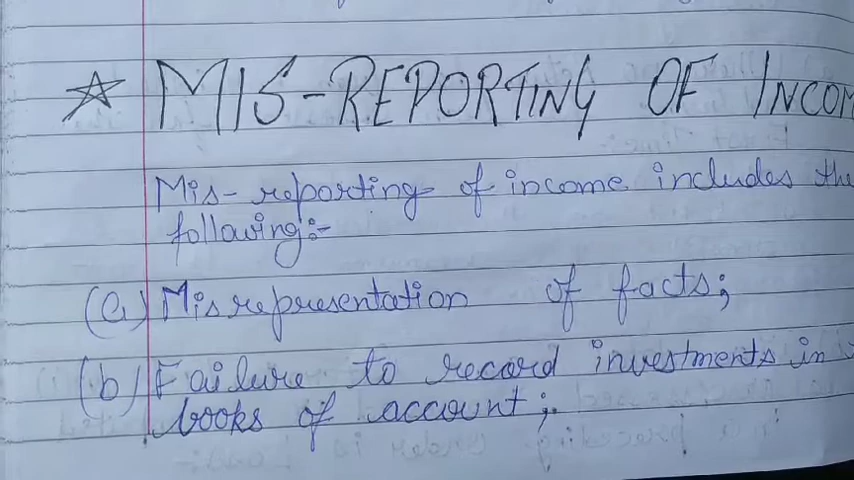 ☆ MIS-REPORTING OF INCOM
Mis-reporting of income includes the
following:-
(a) Misrepresentation of facts;
(b) Failure to record investments in
books of account;